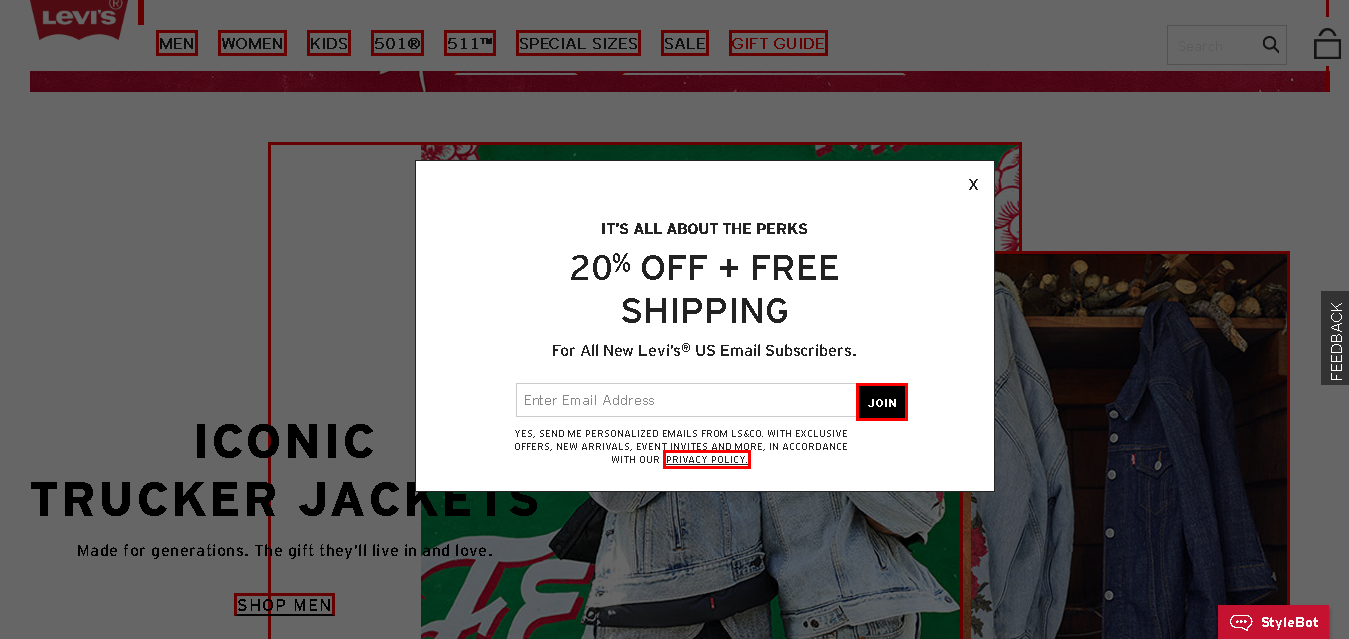 LEVI'S®
MEN WOMEN KIDS 501® 511™ SPECIAL SIZES SALE GIFT GUIDE
Search
X
IT'S ALL ABOUT THE PERKS
20% OFF + FREE
SHIPPING
For All New Levi's® US Email Subscribers.
Enter Email Address
JOIN
YES, SEND ME PERSONALIZED EMAILS FROM LS&CO. WITH EXCLUSIVE
OFFERS, NEW ARRIVALS, EVENT INVITES AND MORE, IN ACCORDANCE
WITH OUR PRIVACY POLICY.
FEEDBACK
ICONIC
TRUCKER JACKETS
Made for generations. The gift they'll live in and love.
SHOP MEN
StyleBot